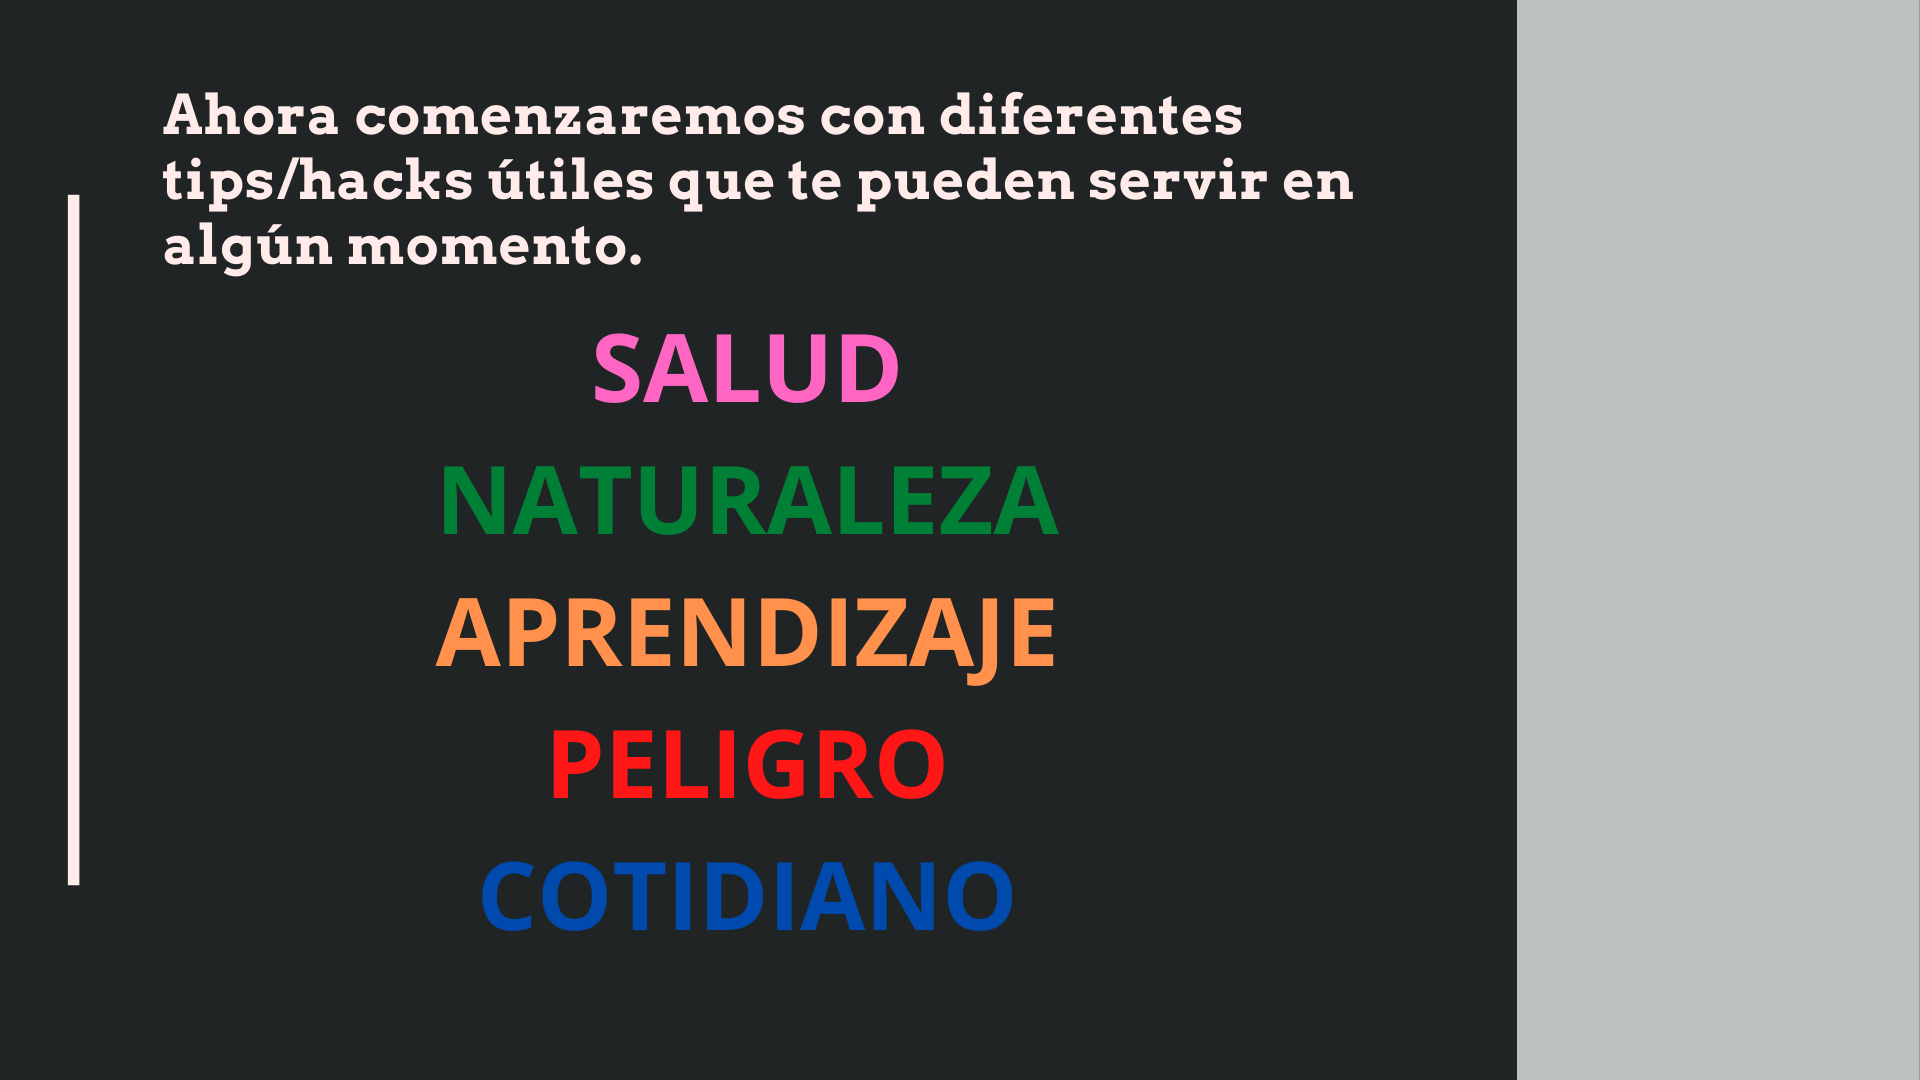 Ahora comenzaremos con diferentes
tips/hacks útiles que te pueden servir en
algún momento.
SALUD
NATURALEZA
APRENDIZAJE
PELIGRO
COTIDIANO